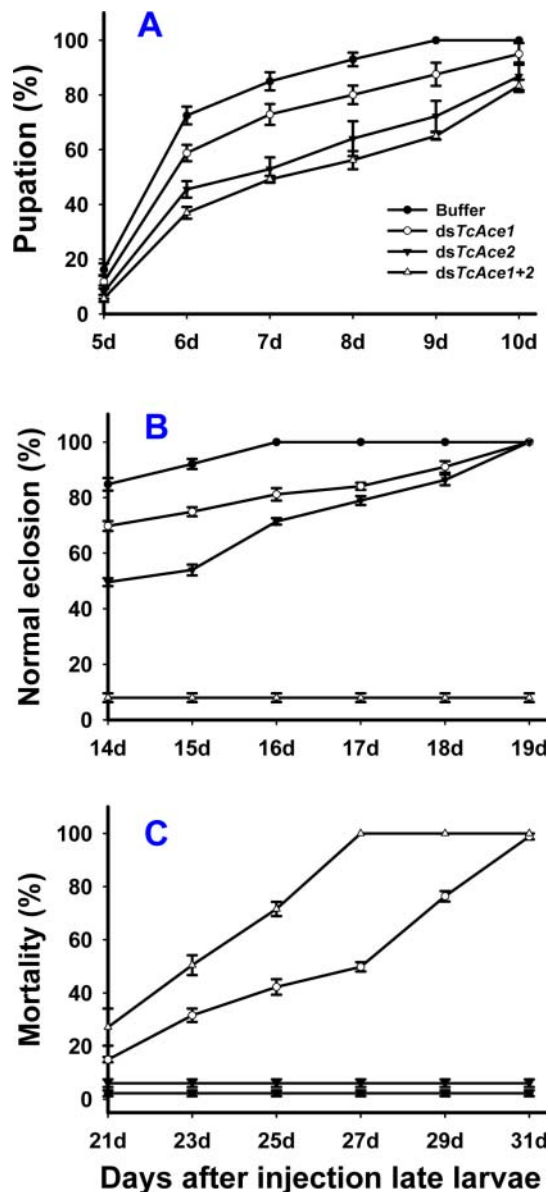 A
Pupation (%)
100
80
60
40
20
0
Buffer
dsTcAce1
dsTcAce2
dsTcAce1+2
5d 6d 7d 8d 9d 10d
B
Normal eclosion (%)
100
80
60
40
20
0
14d 15d 16d 17d 18d 19d
C
Mortality (%)
100
80
60
40
20
0
21d 23d 25d 27d 29d 31d
Days after injection late larvae